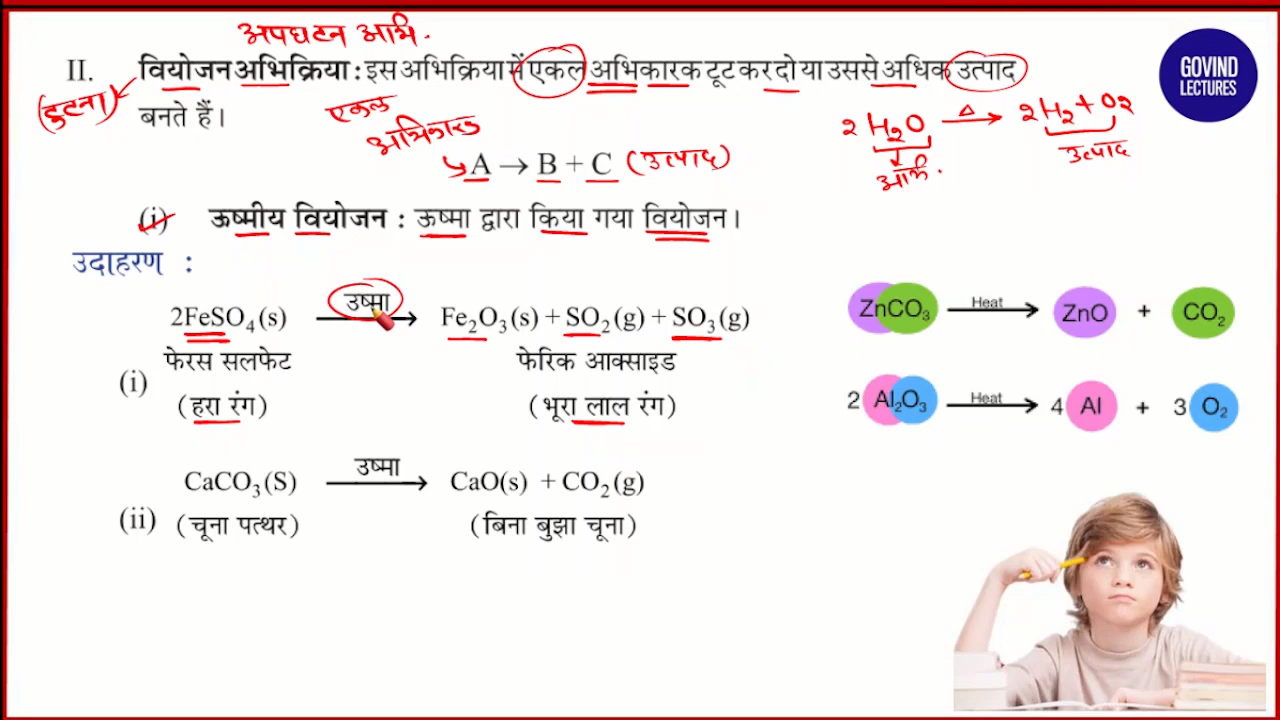 अपघटन अभि.
II. वियोजन अभिक्रिया : इस अभिक्रिया में एकल अभिकारक टूट कर दो या उससे अधिक उत्पाद
(टुटना)
बनते हैं।
एकल
अभिकारक
A → B + C (उत्पाद)
2H₂O —Δ→ 2H₂ + O₂
अभि.
उत्पाद
GOVIND
LECTURES
(i) ऊष्मीय वियोजन : ऊष्मा द्वारा किया गया वियोजन।
उदाहरण :
उष्मा
2FeSO₄(s) → Fe₂O₃(s) + SO₂(g) + SO₃(g)
फेरस सलफेट फेरिक आक्साइड
(i)
(हरा रंग) (भूरा लाल रंग)
उष्मा
CaCO₃(S) → CaO(s) + CO₂(g)
(ii) (चूना पत्थर) (बिना बुझा चूना)
Heat
ZnCO₃ → ZnO + CO₂
Heat
2 Al₂O₃ → 4 Al + 3 O₂